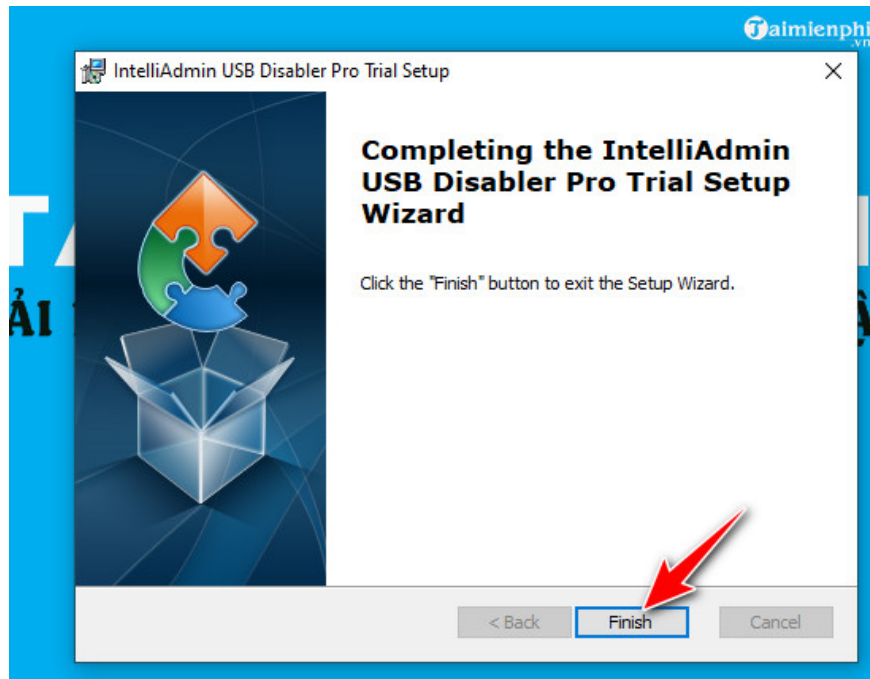 Taimienphi
.vn
IntelliAdmin USB Disabler Pro Trial Setup
Completing the IntelliAdmin
USB Disabler Pro Trial Setup
Wizard
Click the "Finish" button to exit the Setup Wizard.
ẢI
< Back
Finish
Cancel